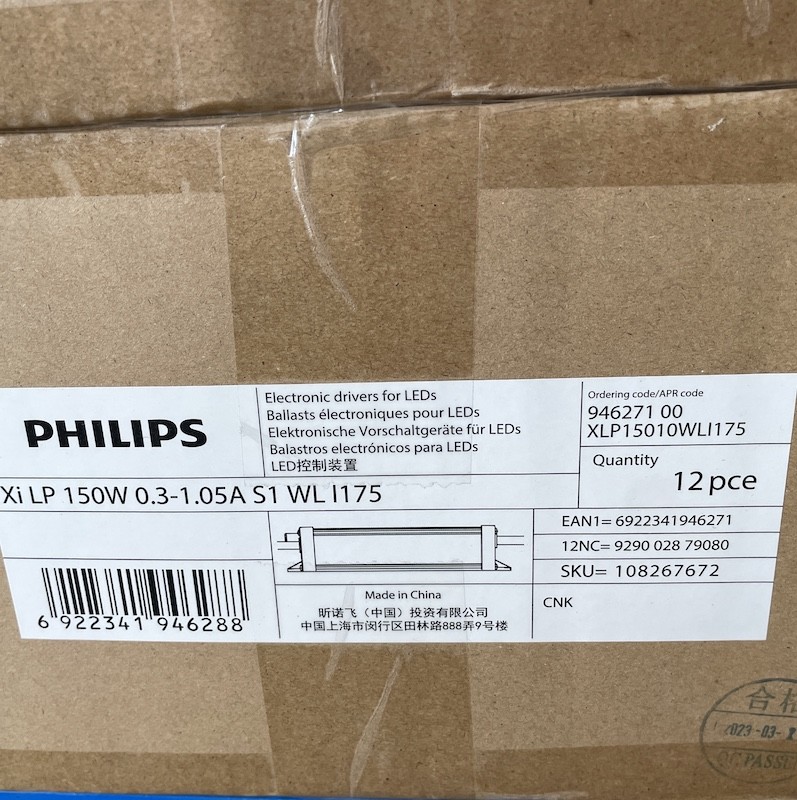 PHILIPS
Electronic drivers for LEDs
Ballasts électroniques pour LEDs
Elektronische Vorschaltgeräte für LEDs
Balastros electrónicos para LEDs
LED控制装置
Ordering code/APR code
946271 00
XLP15010WLI175
Quantity
12pce
Xi LP 150W 0.3-1.05A S1 WL I175
EAN1= 6922341946271
12NC= 9290 028 79080
SKU= 108267672
CNK
6 922341 946288
Made in China
昕诺飞（中国）投资有限公司
中国上海市闵行区田林路888弄9号楼
合格
2023-03-
QC